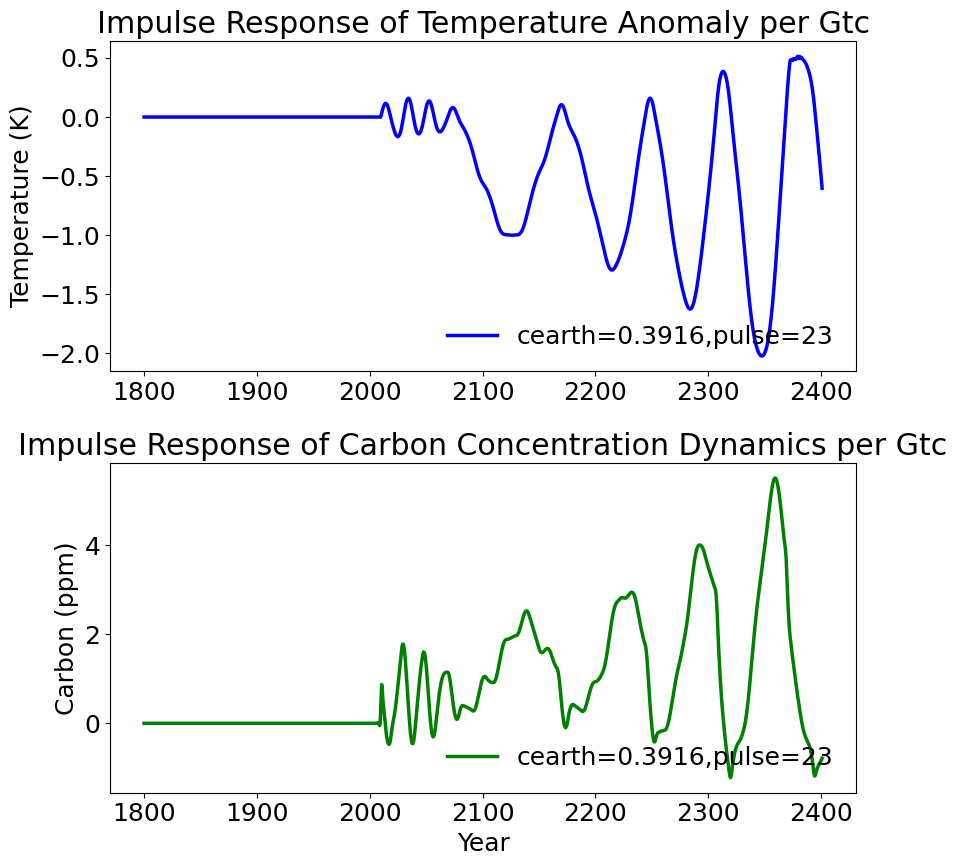 Impulse Response of Temperature Anomaly per Gtc
Temperature (K)
0.5
0.0
−0.5
−1.0
−1.5
−2.0
cearth=0.3916,pulse=23
1800 1900 2000 2100 2200 2300 2400
Impulse Response of Carbon Concentration Dynamics per Gtc
Carbon (ppm)
4
2
0
cearth=0.3916,pulse=23
1800 1900 2000 2100 2200 2300 2400
Year